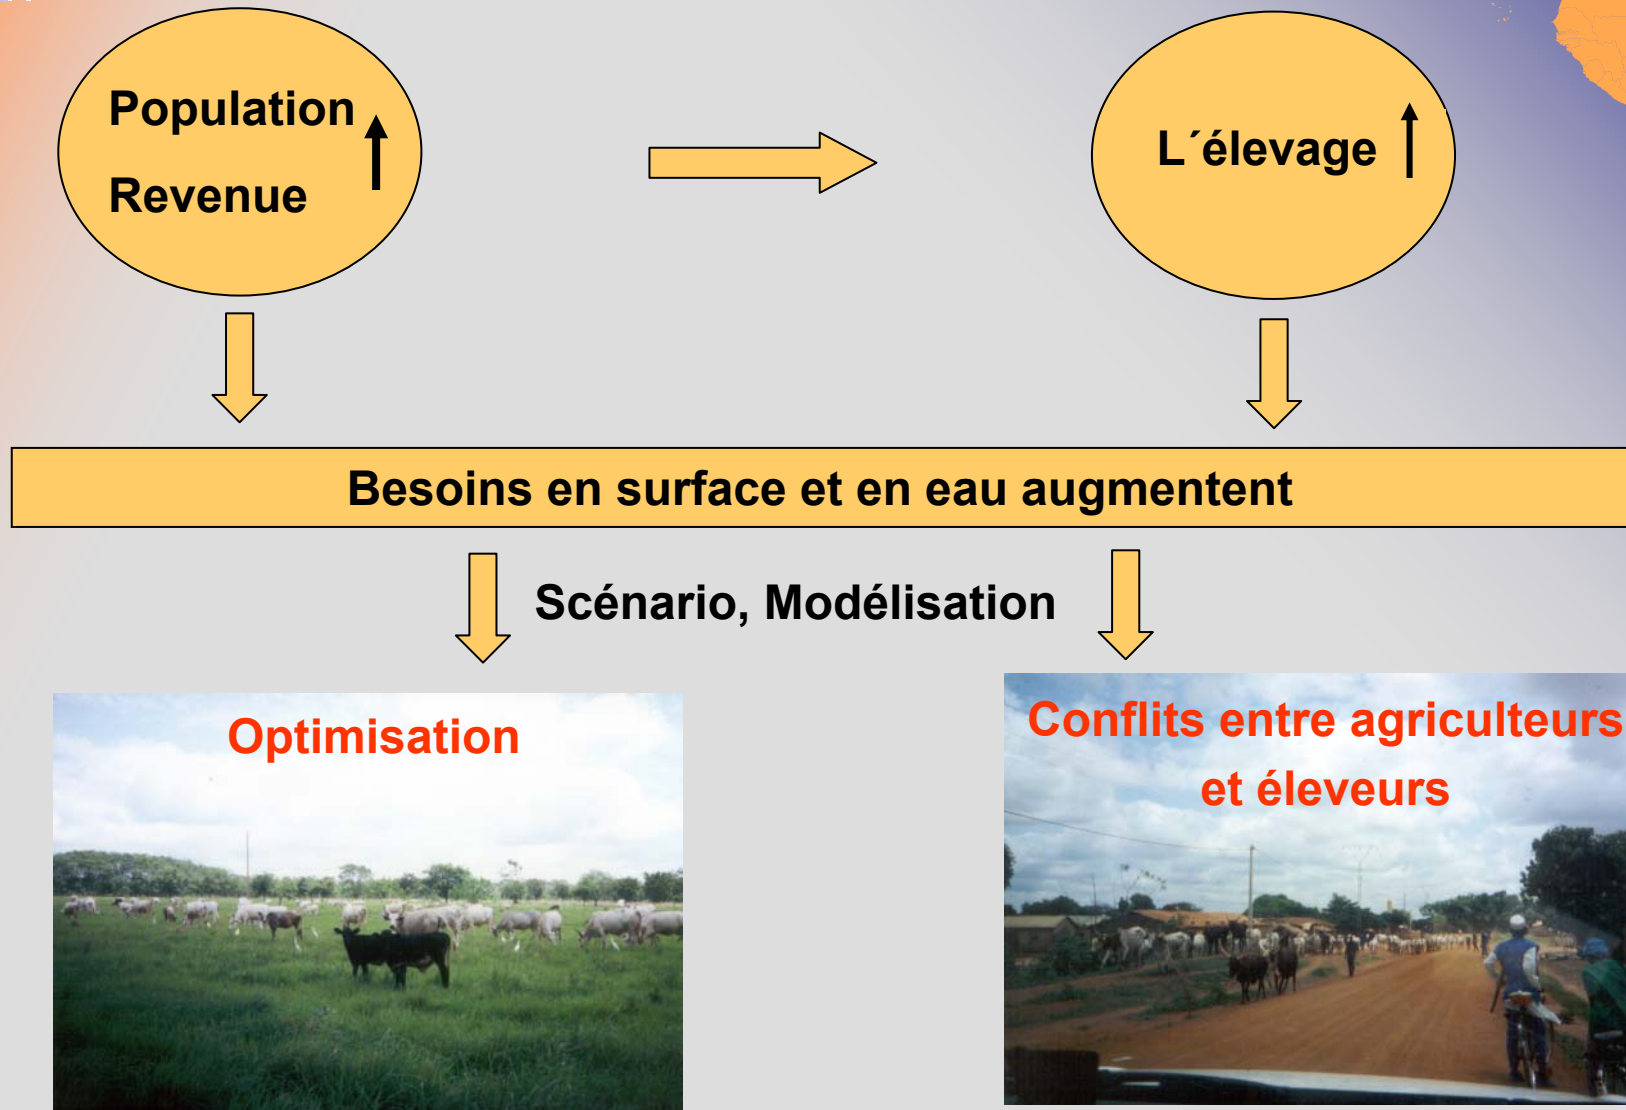 Population
Revenue
L´élevage
Besoins en surface et en eau augmentent
Scénario, Modélisation
Optimisation
Conflits entre agriculteurs
et éleveurs